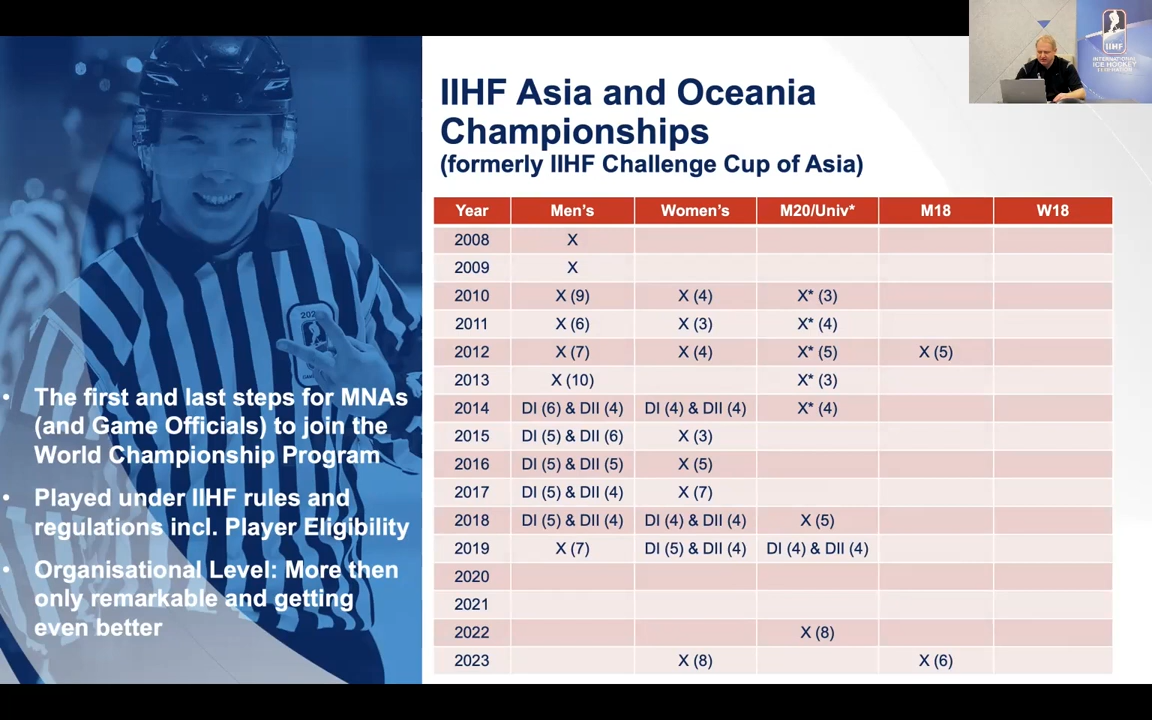 IIHF
INTERNATIONAL
ICE HOCKEY
FEDERATION
IIHF Asia and Oceania
Championships
(formerly IIHF Challenge Cup of Asia)
• The first and last steps for MNAs
(and Game Officials) to join the
World Championship Program
• Played under IIHF rules and
regulations incl. Player Eligibility
• Organisational Level: More then
only remarkable and getting
even better
Year Men's Women's M20/Univ* M18 W18
2008 X
2009 X
2010 X (9) X (4) X* (3)
2011 X (6) X (3) X* (4)
2012 X (7) X (4) X* (5) X (5)
2013 X (10) X* (3)
2014 DI (6) & DII (4) DI (4) & DII (4) X* (4)
2015 DI (5) & DII (6) X (3)
2016 DI (5) & DII (5) X (5)
2017 DI (5) & DII (4) X (7)
2018 DI (5) & DII (4) DI (4) & DII (4) X (5)
2019 X (7) DI (5) & DII (4) DI (4) & DII (4)
2020
2021
2022 X (8)
2023 X (8) X (6)